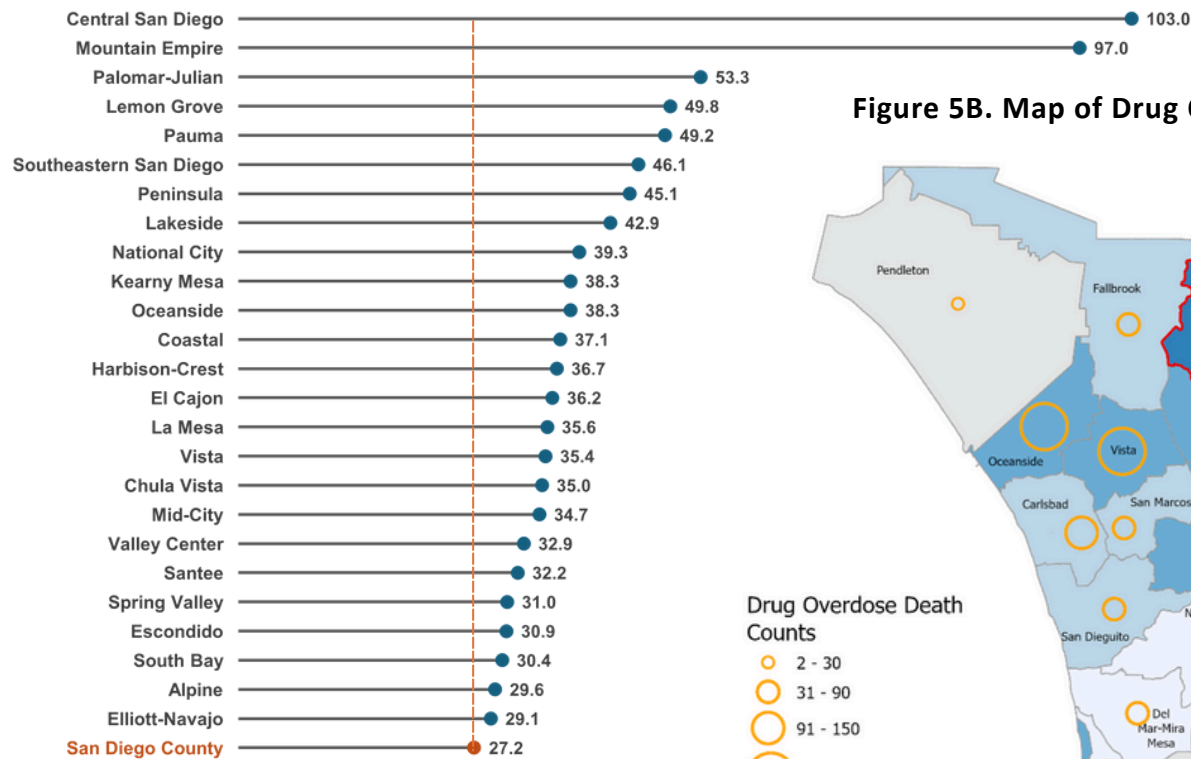 Central San Diego 103.0
Mountain Empire 97.0
Palomar-Julian 53.3
Lemon Grove 49.8
Pauma 49.2
Southeastern San Diego 46.1
Peninsula 45.1
Lakeside 42.9
National City 39.3
Kearny Mesa 38.3
Oceanside 38.3
Coastal 37.1
Harbison-Crest 36.7
El Cajon 36.2
La Mesa 35.6
Vista 35.4
Chula Vista 35.0
Mid-City 34.7
Valley Center 32.9
Santee 32.2
Spring Valley 31.0
Escondido 30.9
South Bay 30.4
Alpine 29.6
Elliott-Navajo 29.1
San Diego County 27.2
Figure 5B. Map of Drug
Pendleton
Fallbrook
Oceanside
Vista
Carlsbad
San Marcos
San Dieguito
Del
Mar-Mira
Mesa
Drug Overdose Death
Counts
2 - 30
31 - 90
91 - 150